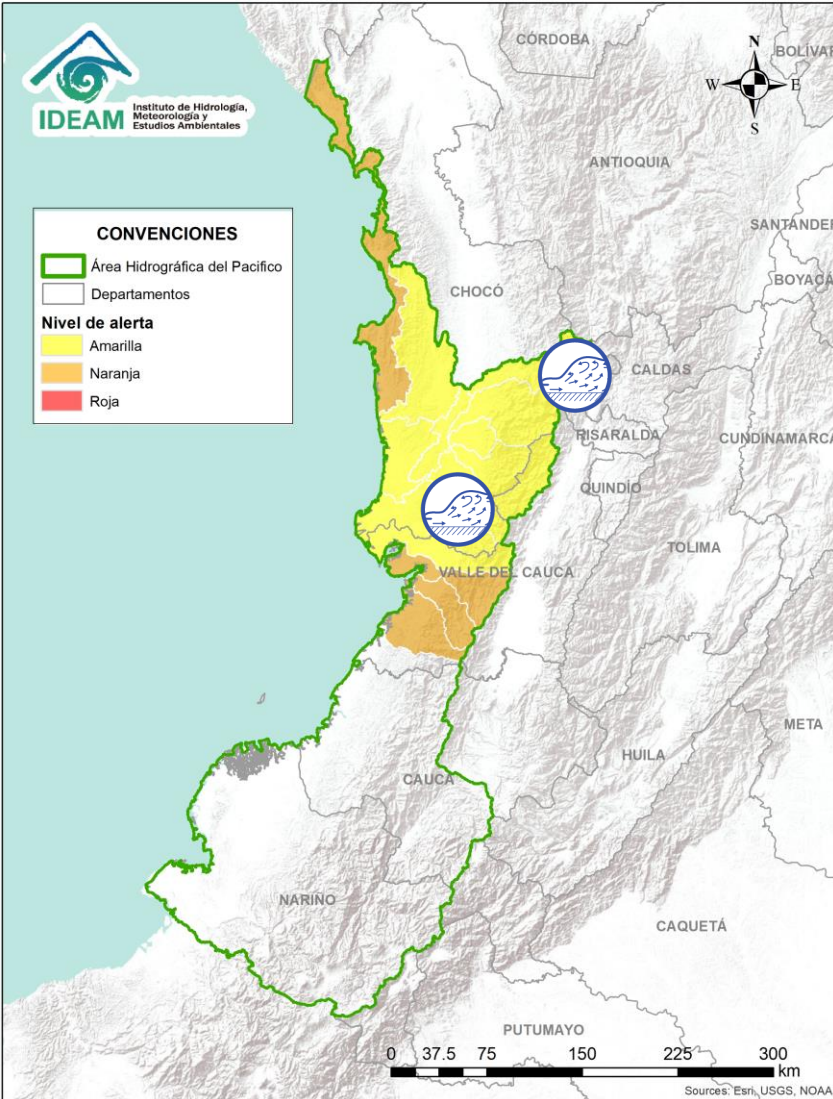 IDEAM
Instituto de Hidrología,
Meteorología y
Estudios Ambientales
CÓRDOBA
BOLÍVAR
N
W
E
S
ANTIOQUIA
SANTANDER
BOYACÁ
CONVENCIONES
Área Hidrográfica del Pacifico
Departamentos
Nivel de alerta
Amarilla
Naranja
Roja
CHOCÓ
CALDAS
RISARALDA
CUNDINAMARCA
QUINDÍO
TOLIMA
VALLE DEL CAUCA
META
HUILA
CAUCA
NARIÑO
CAQUETÁ
PUTUMAYO
0 37.5 75 150 225 300
km
Sources: Esri, USGS, NOAA